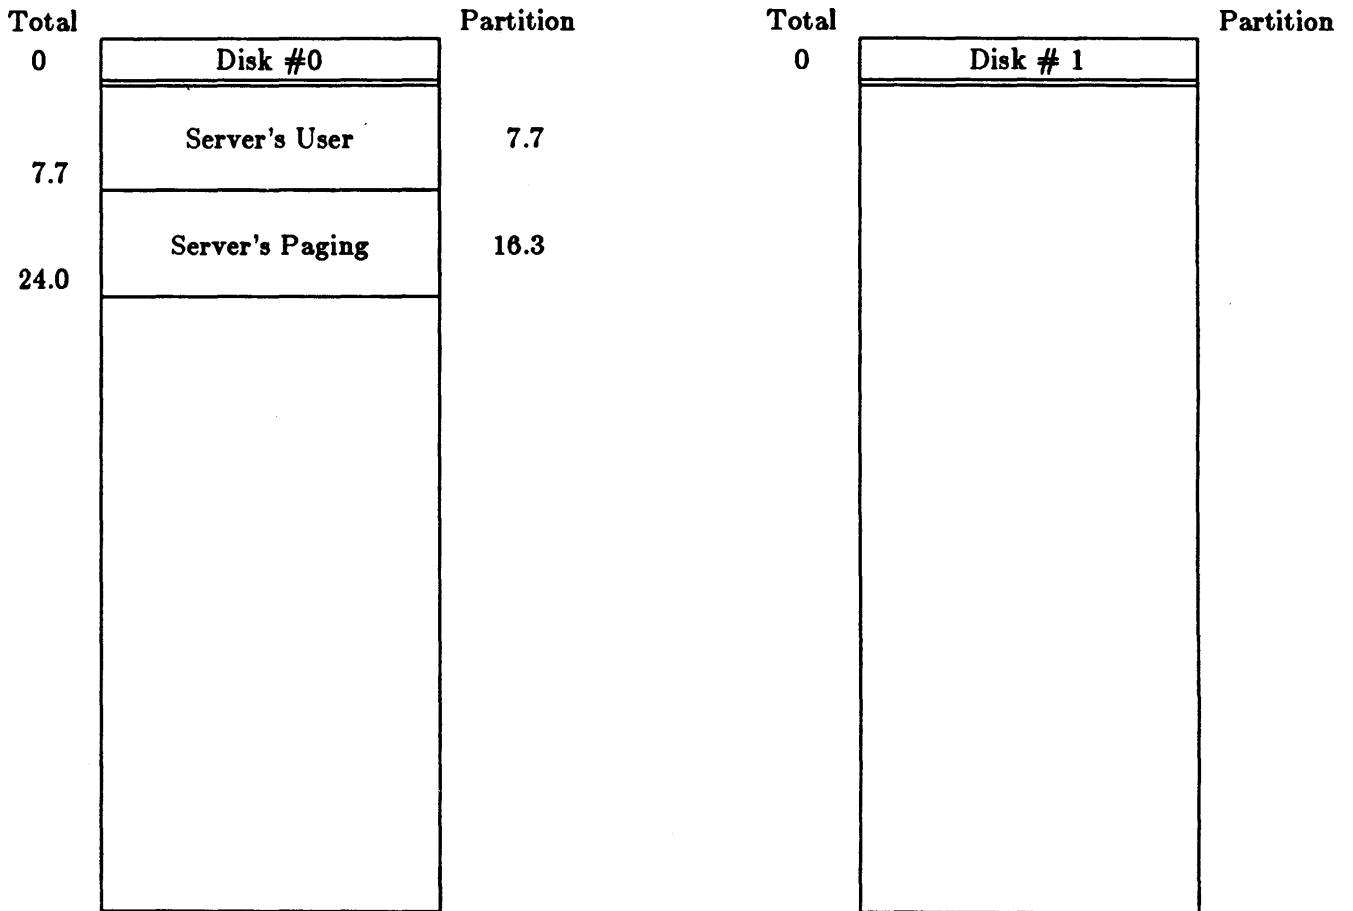 Total Partition Total Partition
0 Disk #0 0 Disk # 1
Server's User 7.7
7.7
Server's Paging 16.3
24.0